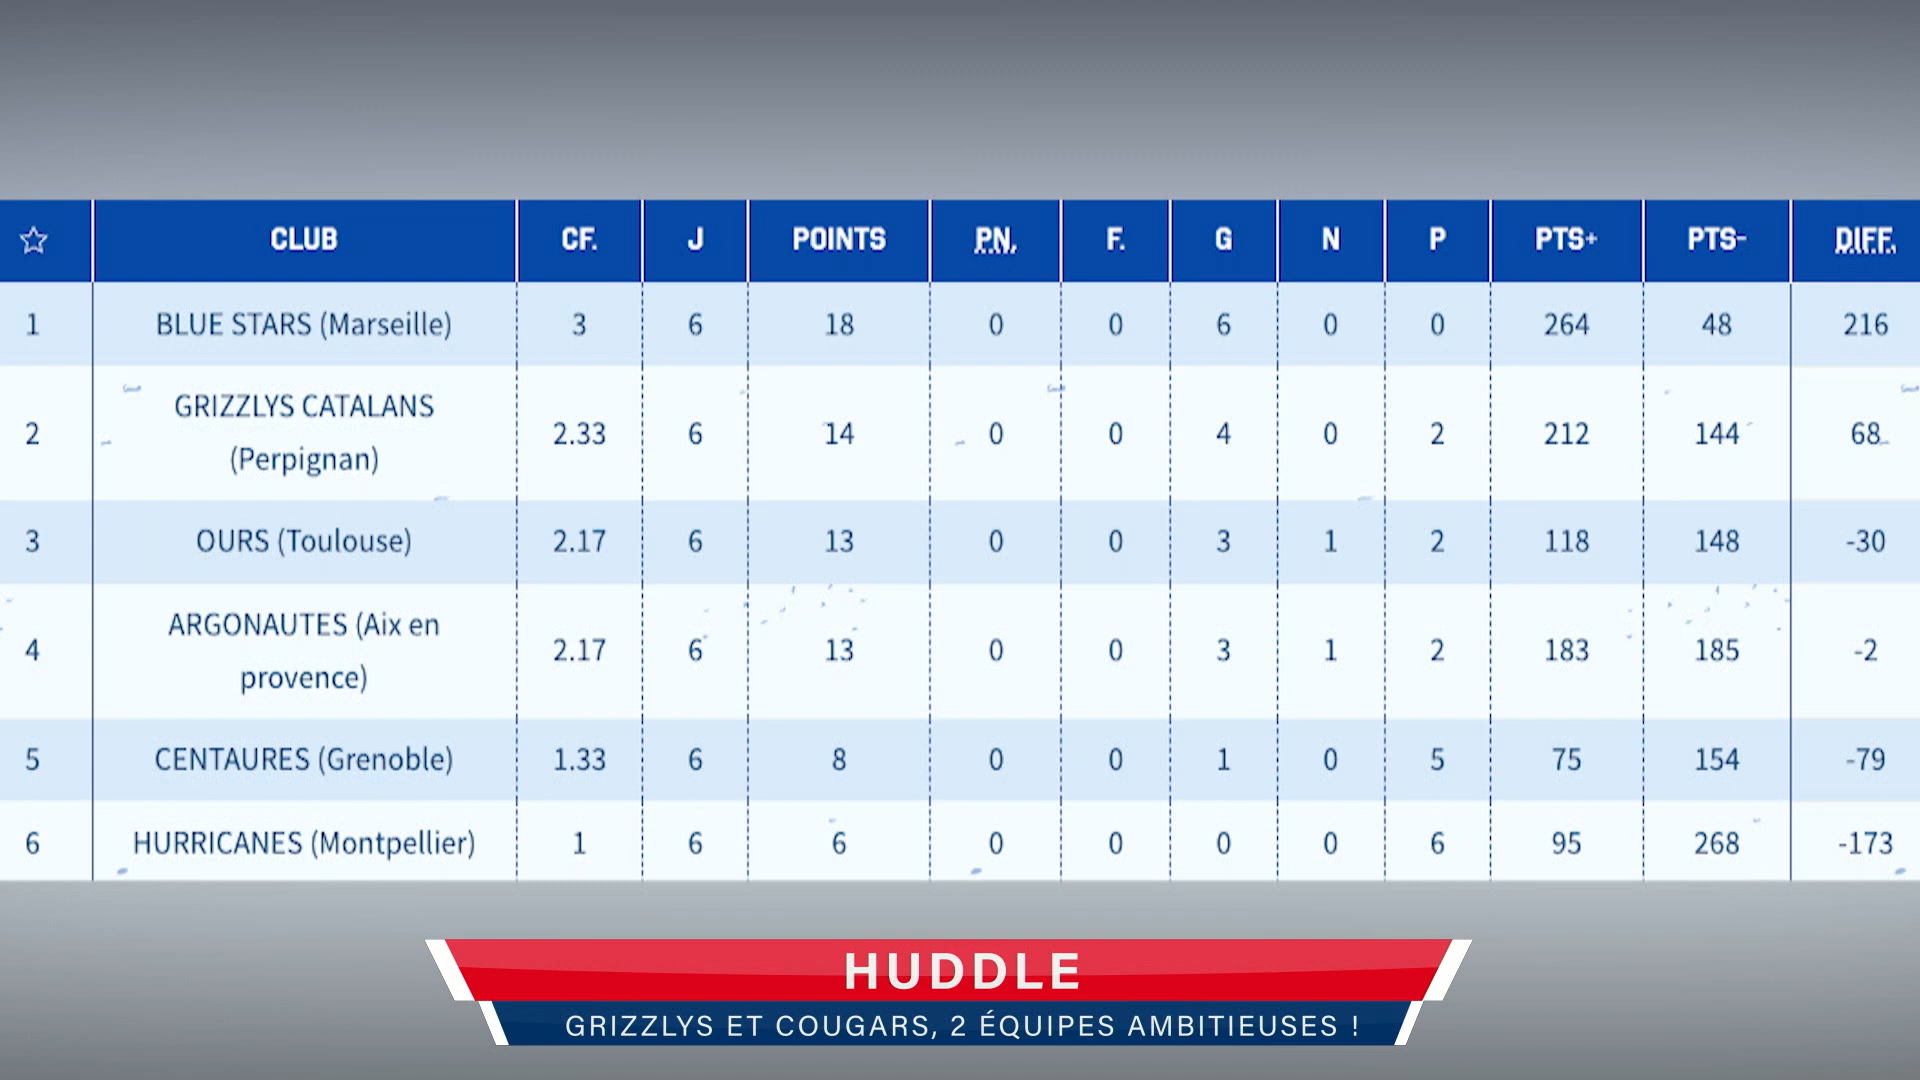 ☆ CLUB CF. J POINTS P.N. F. G N P PTS+ PTS- DIFF.
1 BLUE STARS (Marseille) 3 6 18 0 0 6 0 0 264 48 216
GRIZZLYS CATALANS
2 2.33 6 14 0 0 4 0 2 212 144 68
(Perpignan)
3 OURS (Toulouse) 2.17 6 13 0 0 3 1 2 118 148 -30
ARGONAUTES (Aix en
4 2.17 6 13 0 0 3 1 2 183 185 -2
provence)
5 CENTAURES (Grenoble) 1.33 6 8 0 0 1 0 5 75 154 -79
6 HURRICANES (Montpellier) 1 6 6 0 0 0 0 6 95 268 -173
HUDDLE
GRIZZLYS ET COUGARS, 2 ÉQUIPES AMBITIEUSES !